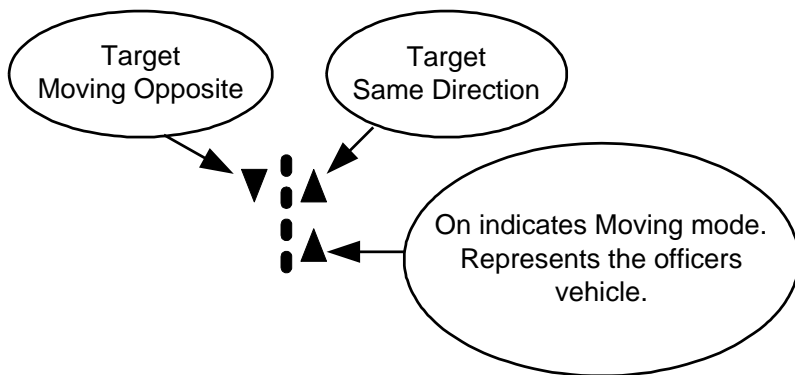 Target
Moving Opposite
Target
Same Direction
On indicates Moving mode.
Represents the officers
vehicle.